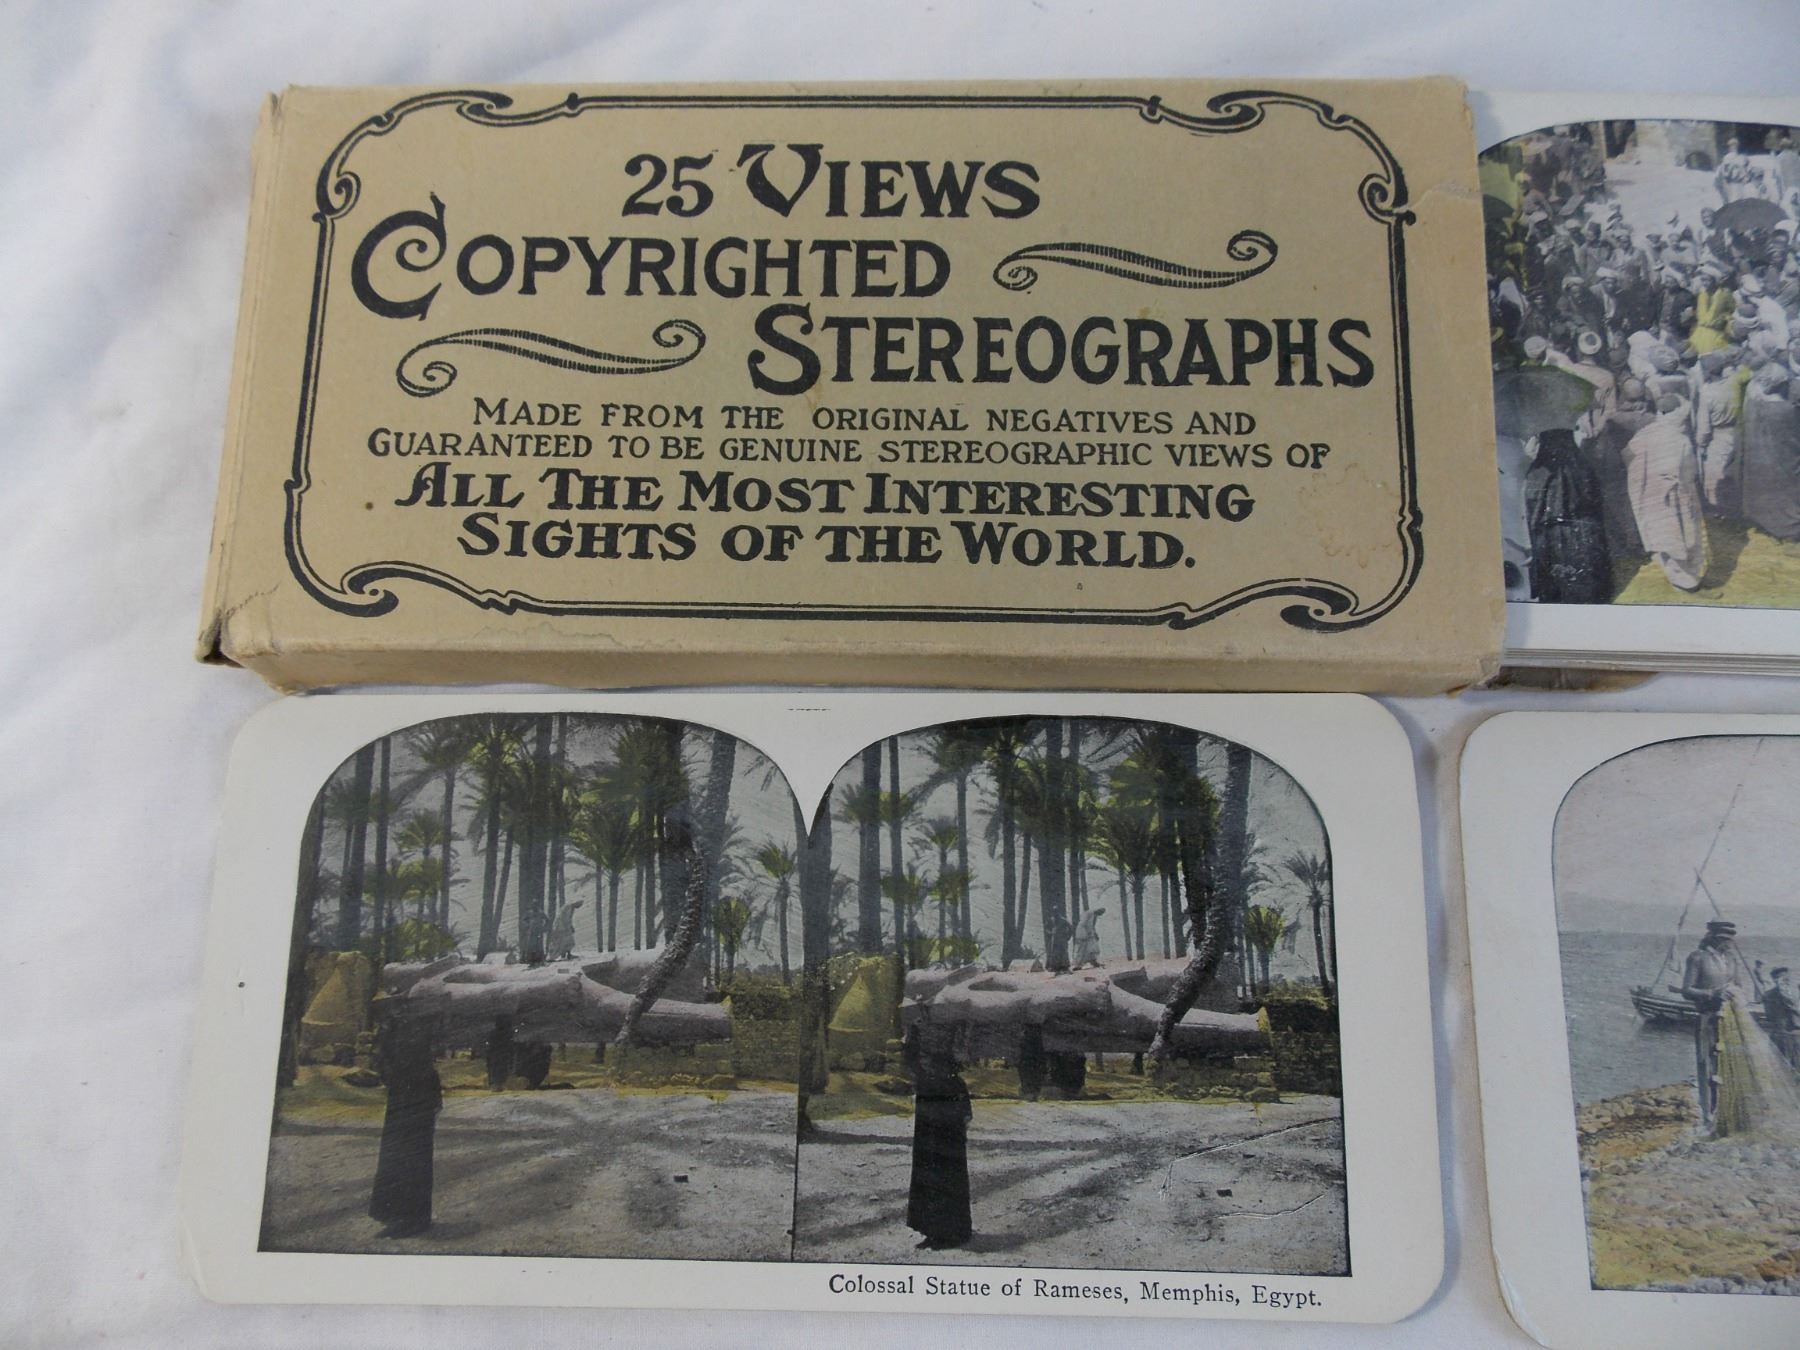 25 VIEWS
COPYRIGHTED
STEREOGRAPHS
MADE FROM THE ORIGINAL NEGATIVES AND
GUARANTEED TO BE GENUINE STEREOGRAPHIC VIEWS OF
ALL THE MOST INTERESTING
SIGHTS OF THE WORLD.
Colossal Statue of Rameses, Memphis, Egypt.